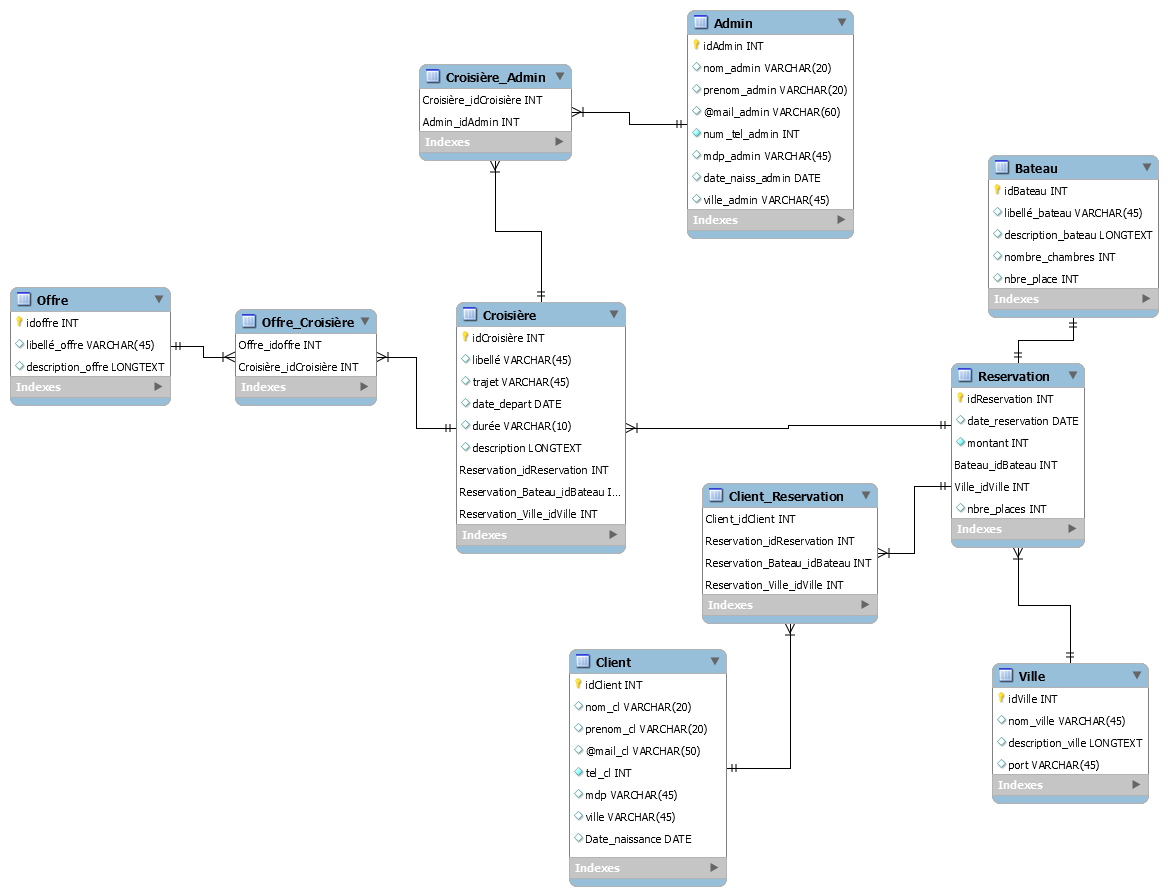 Admin
idAdmin INT
nom_admin VARCHAR(20)
prenom_admin VARCHAR(20)
@mail_admin VARCHAR(60)
num_tel_admin INT
mdp_admin VARCHAR(45)
date_naiss_admin DATE
ville_admin VARCHAR(45)
Indexes
Croisière_Admin
Croisière_idCroisière INT
Admin_idAdmin INT
Indexes
Bateau
idBateau INT
libellé_bateau VARCHAR(45)
description_bateau LONGTEXT
nombre_chambres INT
nbre_place INT
Indexes
Offre
idoffre INT
libellé_offre VARCHAR(45)
description_offre LONGTEXT
Indexes
Offre_Croisière
Offre_idoffre INT
Croisière_idCroisière INT
Indexes
Croisière
idCroisière INT
libellé VARCHAR(45)
trajet VARCHAR(45)
date_depart DATE
durée VARCHAR(10)
description LONGTEXT
Reservation_idReservation INT
Reservation_Bateau_idBateau I...
Reservation_Ville_idVille INT
Indexes
Reservation
idReservation INT
date_reservation DATE
montant INT
Bateau_idBateau INT
Ville_idVille INT
nbre_places INT
Indexes
Client_Reservation
Client_idClient INT
Reservation_idReservation INT
Reservation_Bateau_idBateau INT
Reservation_Ville_idVille INT
Indexes
Client
idClient INT
nom_cl VARCHAR(20)
prenom_cl VARCHAR(20)
@mail_cl VARCHAR(50)
tel_cl INT
mdp VARCHAR(45)
ville VARCHAR(45)
Date_naissance DATE
Indexes
Ville
idVille INT
nom_ville VARCHAR(45)
description_ville LONGTEXT
port VARCHAR(45)
Indexes